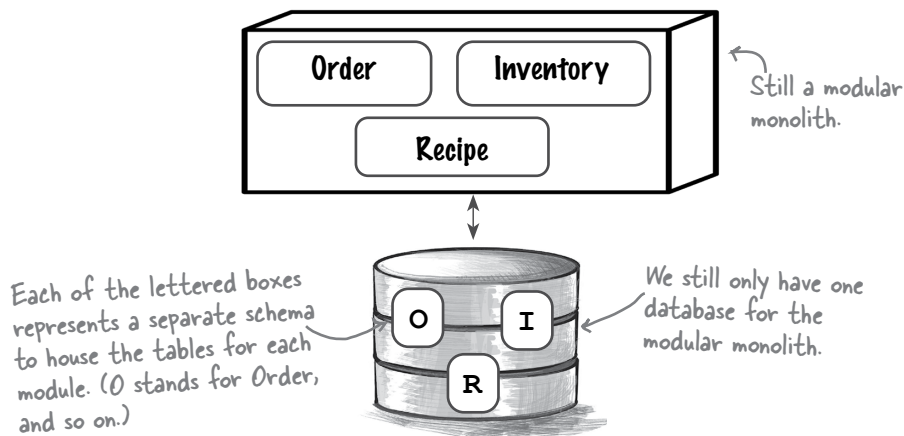 Order
Inventory
Recipe
Still a modular
monolith.
Each of the lettered boxes
represents a separate schema
to house the tables for each
module. (O stands for Order,
and so on.)
O
I
R
We still only have one
database for the
modular monolith.